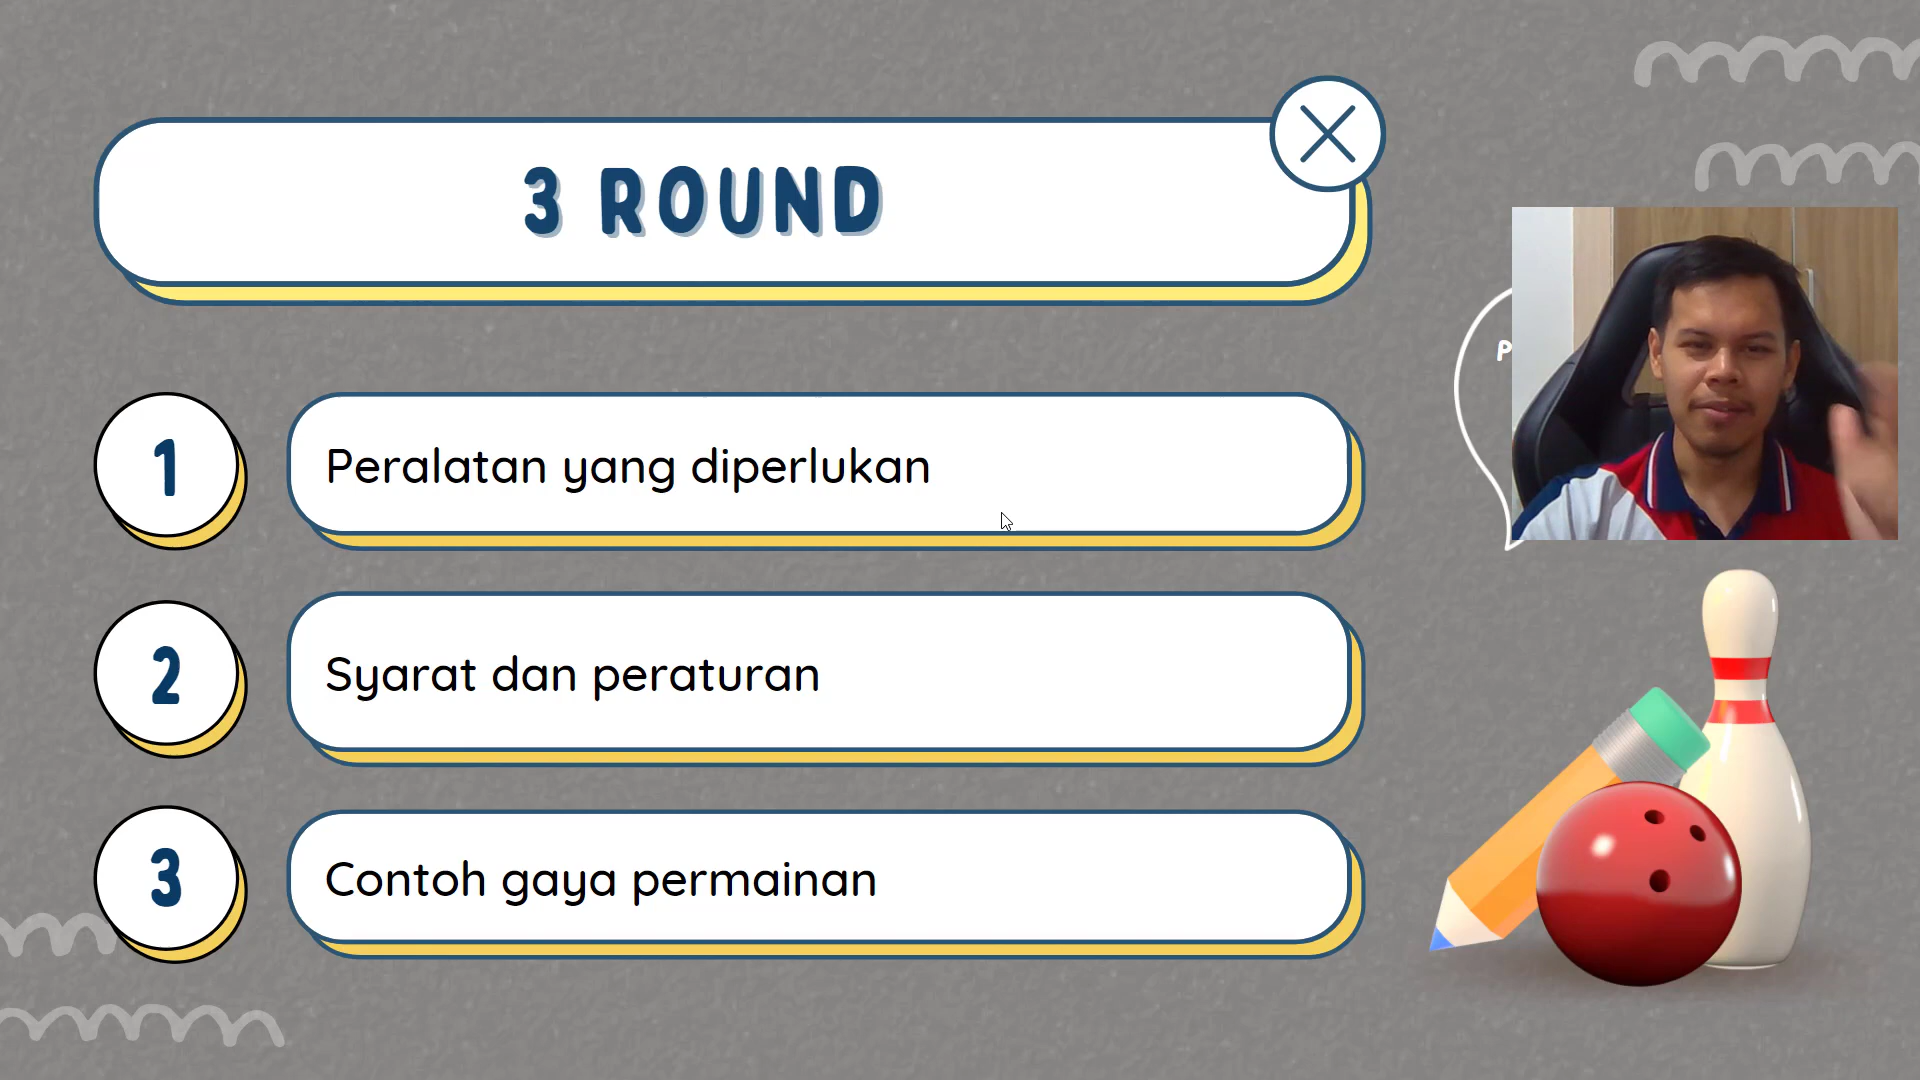 3 ROUND
1
Peralatan yang diperlukan
2
Syarat dan peraturan
3
Contoh gaya permainan